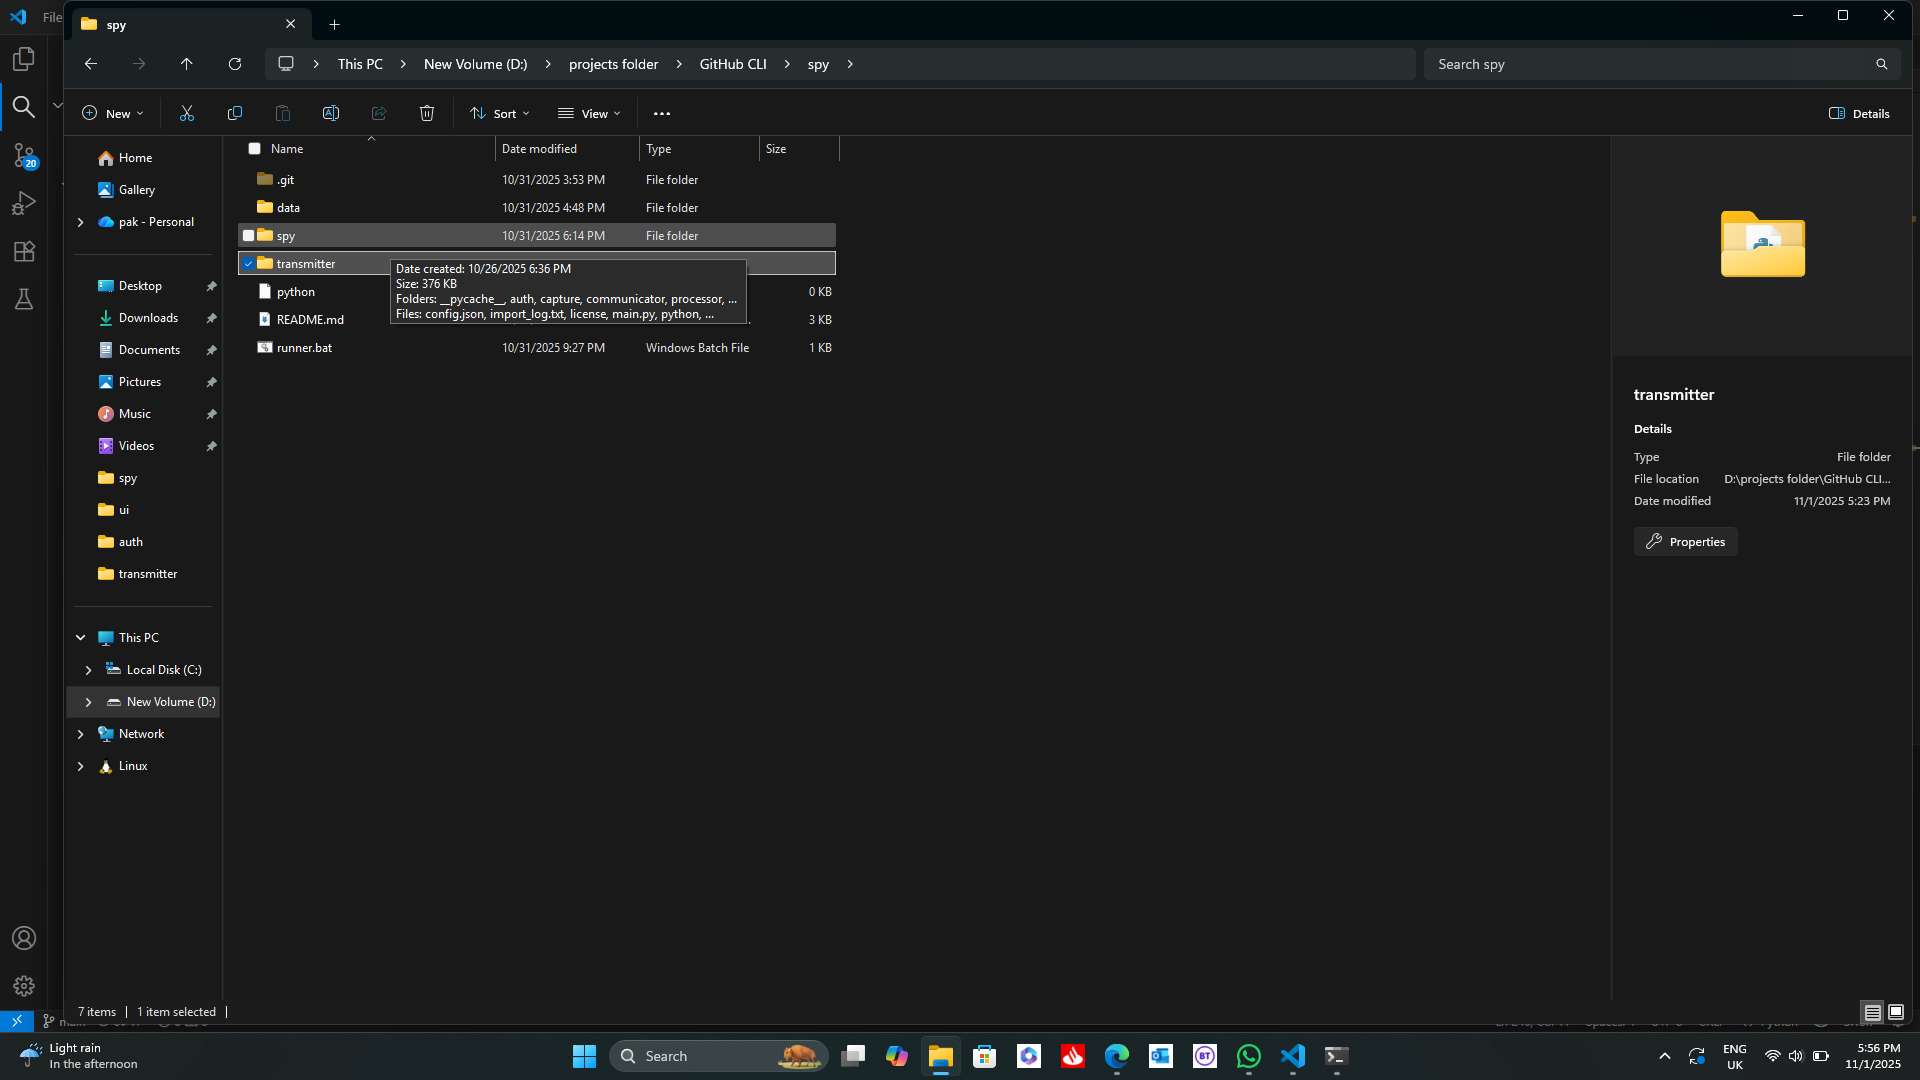 File
spy
This PC
New Volume (D:)
projects folder
GitHub CLI
spy
Search spy
New
Sort
View
Details
Name
Date modified
Type
Size
.git
10/31/2025 3:53 PM
File folder
data
10/31/2025 4:48 PM
File folder
spy
10/31/2025 6:14 PM
File folder
transmitter
Date created: 10/26/2025 6:36 PM
Size: 376 KB
Folders: __pycache__, auth, capture, communicator, processor, ...
Files: config.json, import_log.txt, license, main.py, python, ...
python
0 KB
README.md
3 KB
runner.bat
10/31/2025 9:27 PM
Windows Batch File
1 KB
20
Home
Gallery
pak - Personal
Desktop
Downloads
Documents
Pictures
Music
Videos
spy
ui
auth
transmitter
This PC
Local Disk (C:)
New Volume (D:)
Network
Linux
transmitter
Details
Type
File folder
File location
D:\projects folder\GitHub CLI...
Date modified
11/1/2025 5:23 PM
Properties
7 items
1 item selected
Light rain
In the afternoon
Search
BT
ENG
UK
5:56 PM
11/1/2025